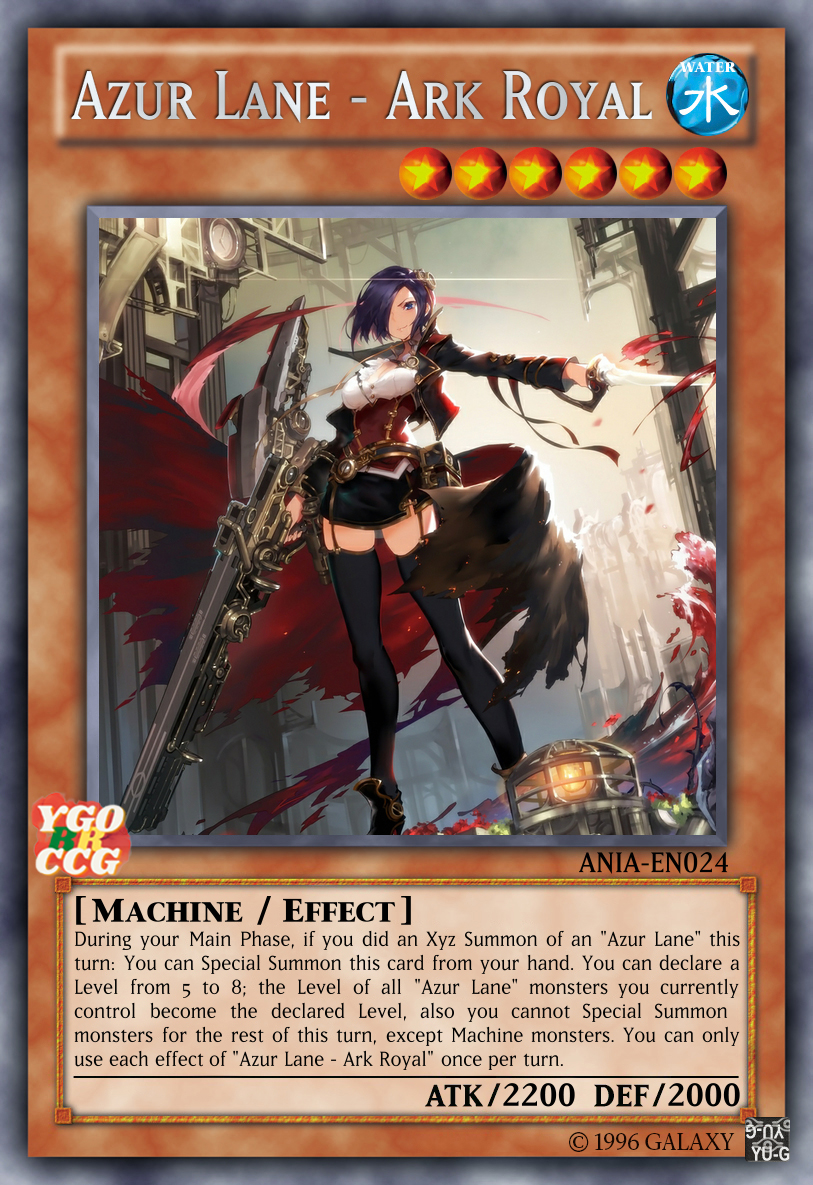 Azur Lane - Ark Royal
WATER
水
YGO
RR
CCG
ANIA-EN024
[ Machine / Effect ]
During your Main Phase, if you did an Xyz Summon of an "Azur Lane" this
turn: You can Special Summon this card from your hand. You can declare a
Level from 5 to 8; the Level of all "Azur Lane" monsters you currently
control become the declared Level, also you cannot Special Summon
monsters for the rest of this turn, except Machine monsters. You can only
use each effect of "Azur Lane - Ark Royal" once per turn.
ATK/2200 DEF/2000
© 1996 GALAXY
YU-G
YU-G